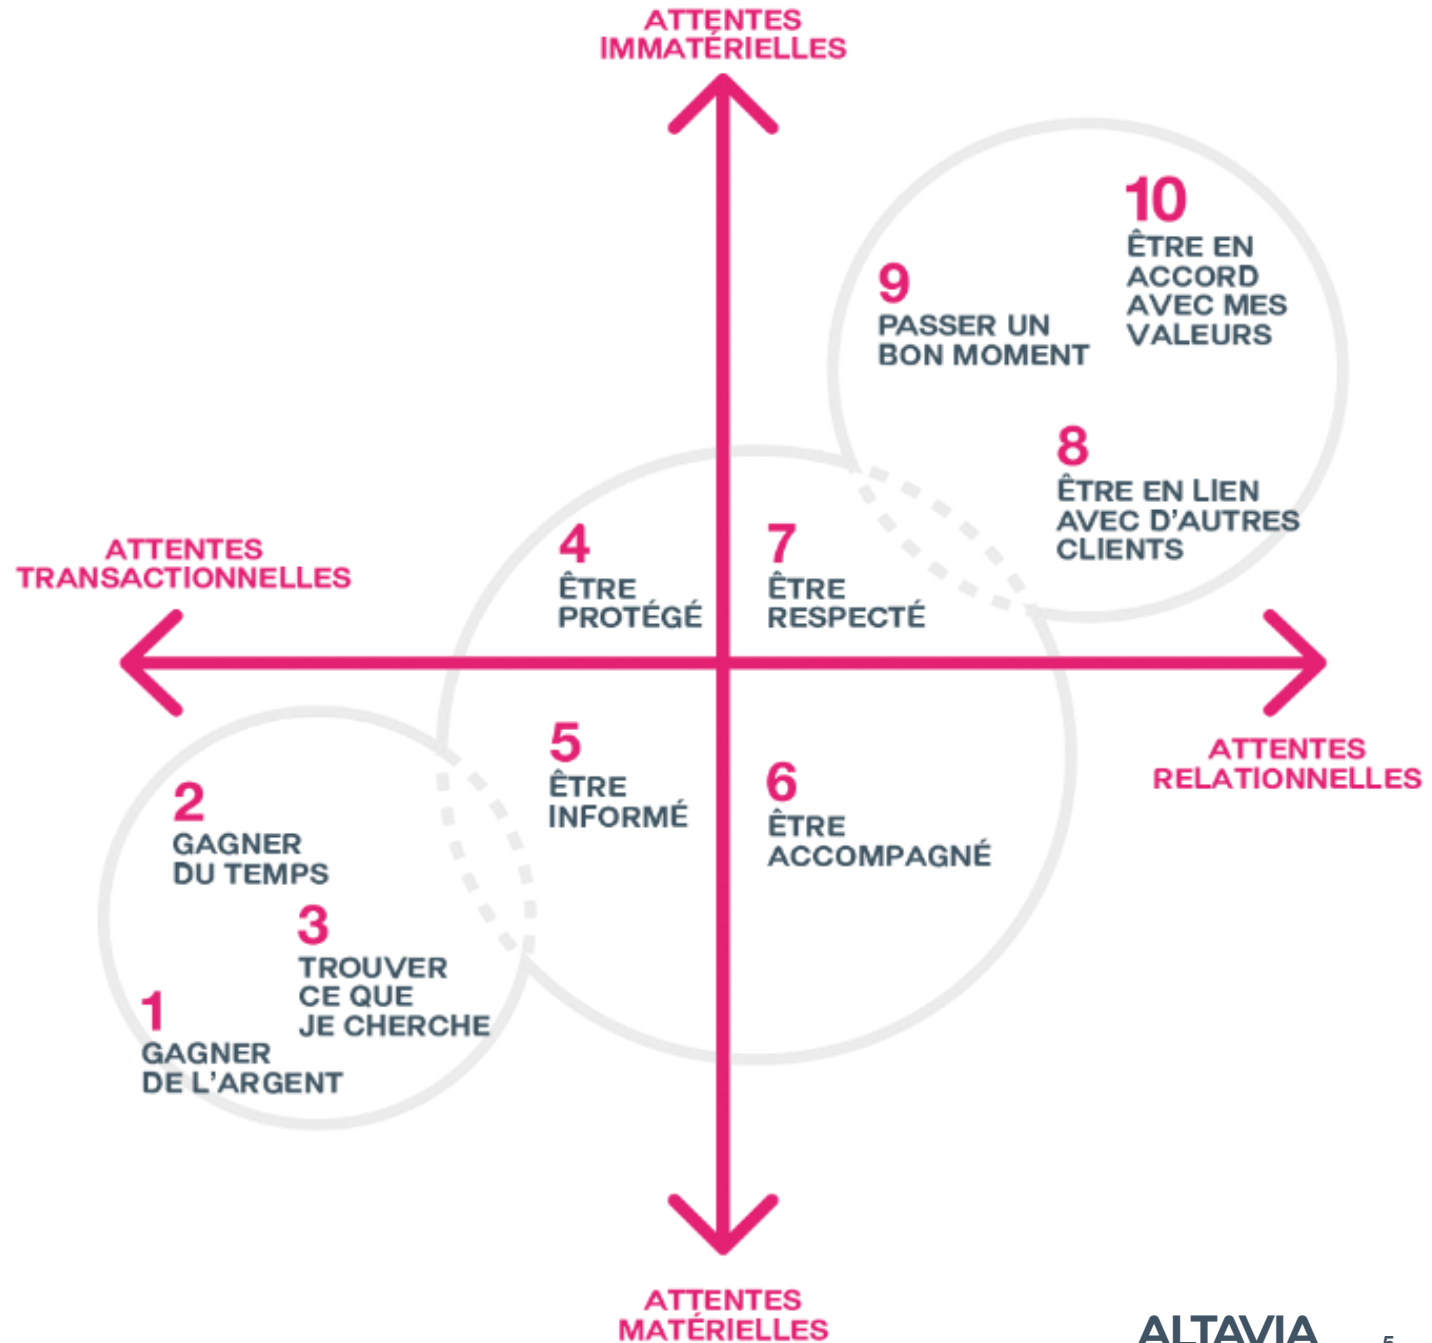 ATTENTES
IMMATÉRIELLES
10
ÊTRE EN
ACCORD
AVEC MES
VALEURS
9
PASSER UN
BON MOMENT
8
ÊTRE EN LIEN
AVEC D'AUTRES
CLIENTS
4
ÊTRE
PROTÉGÉ
7
ÊTRE
RESPECTÉ
ATTENTES
TRANSACTIONNELLES
ATTENTES
RELATIONNELLES
5
ÊTRE
INFORMÉ
6
ÊTRE
ACCOMPAGNÉ
2
GAGNER
DU TEMPS
3
TROUVER
CE QUE
JE CHERCHE
1
GAGNER
DE L'ARGENT
ATTENTES
MATÉRIELLES
ALTAVIA
5